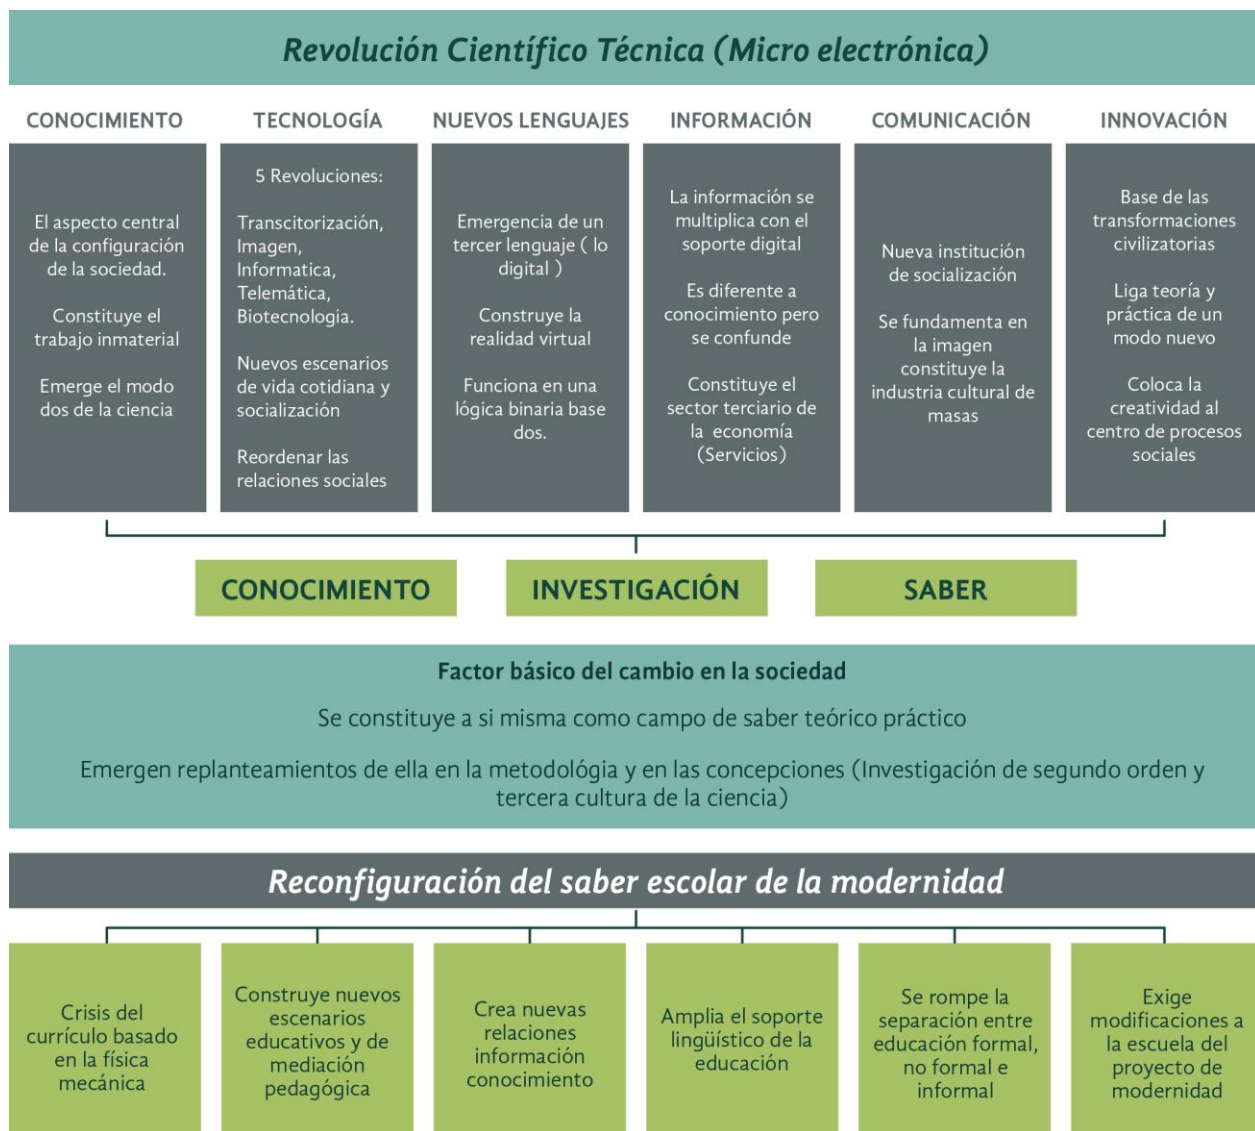 Revolución Científico Técnica (Micro electrónica)
CONOCIMIENTO
El aspecto central
de la configuración
de la sociedad.
Constituye el
trabajo inmaterial
Emerge el modo
dos de la ciencia
TECNOLOGÍA
5 Revoluciones:
Transcitorización,
Imagen,
Informatica,
Telemática,
Biotecnologia.
Nuevos escenarios
de vida cotidiana y
socialización
Reordenar las
relaciones sociales
NUEVOS LENGUAJES
Emergencia de un
tercer lenguaje ( lo
digital )
Construye la
realidad virtual
Funciona en una
lógica binaria base
dos.
INFORMACIÓN
La información se
multiplica con el
soporte digital
Es diferente a
conocimiento pero
se confunde
Constituye el
sector terciario de
la economía
(Servicios)
COMUNICACIÓN
Nueva institución
de socialización
Se fundamenta en
la imagen
constituye la
industria cultural de
masas
INNOVACIÓN
Base de las
transformaciones
civilizatorias
Liga teoría y
práctica de un
modo nuevo
Coloca la
creatividad al
centro de procesos
sociales
CONOCIMIENTO
INVESTIGACIÓN
SABER
Factor básico del cambio en la sociedad
Se constituye a si misma como campo de saber teórico práctico
Emergen replanteamientos de ella en la metodológia y en las concepciones (Investigación de segundo orden y
tercera cultura de la ciencia)
Reconfiguración del saber escolar de la modernidad
Crisis del
currículo basado
en la física
mecánica
Construye nuevos
escenarios
educativos y de
mediación
pedagógica
Crea nuevas
relaciones
información
conocimiento
Amplia el soporte
lingüístico de la
educación
Se rompe la
separación entre
educación formal,
no formal e
informal
Exige
modificaciones a
la escuela del
proyecto de
modernidad